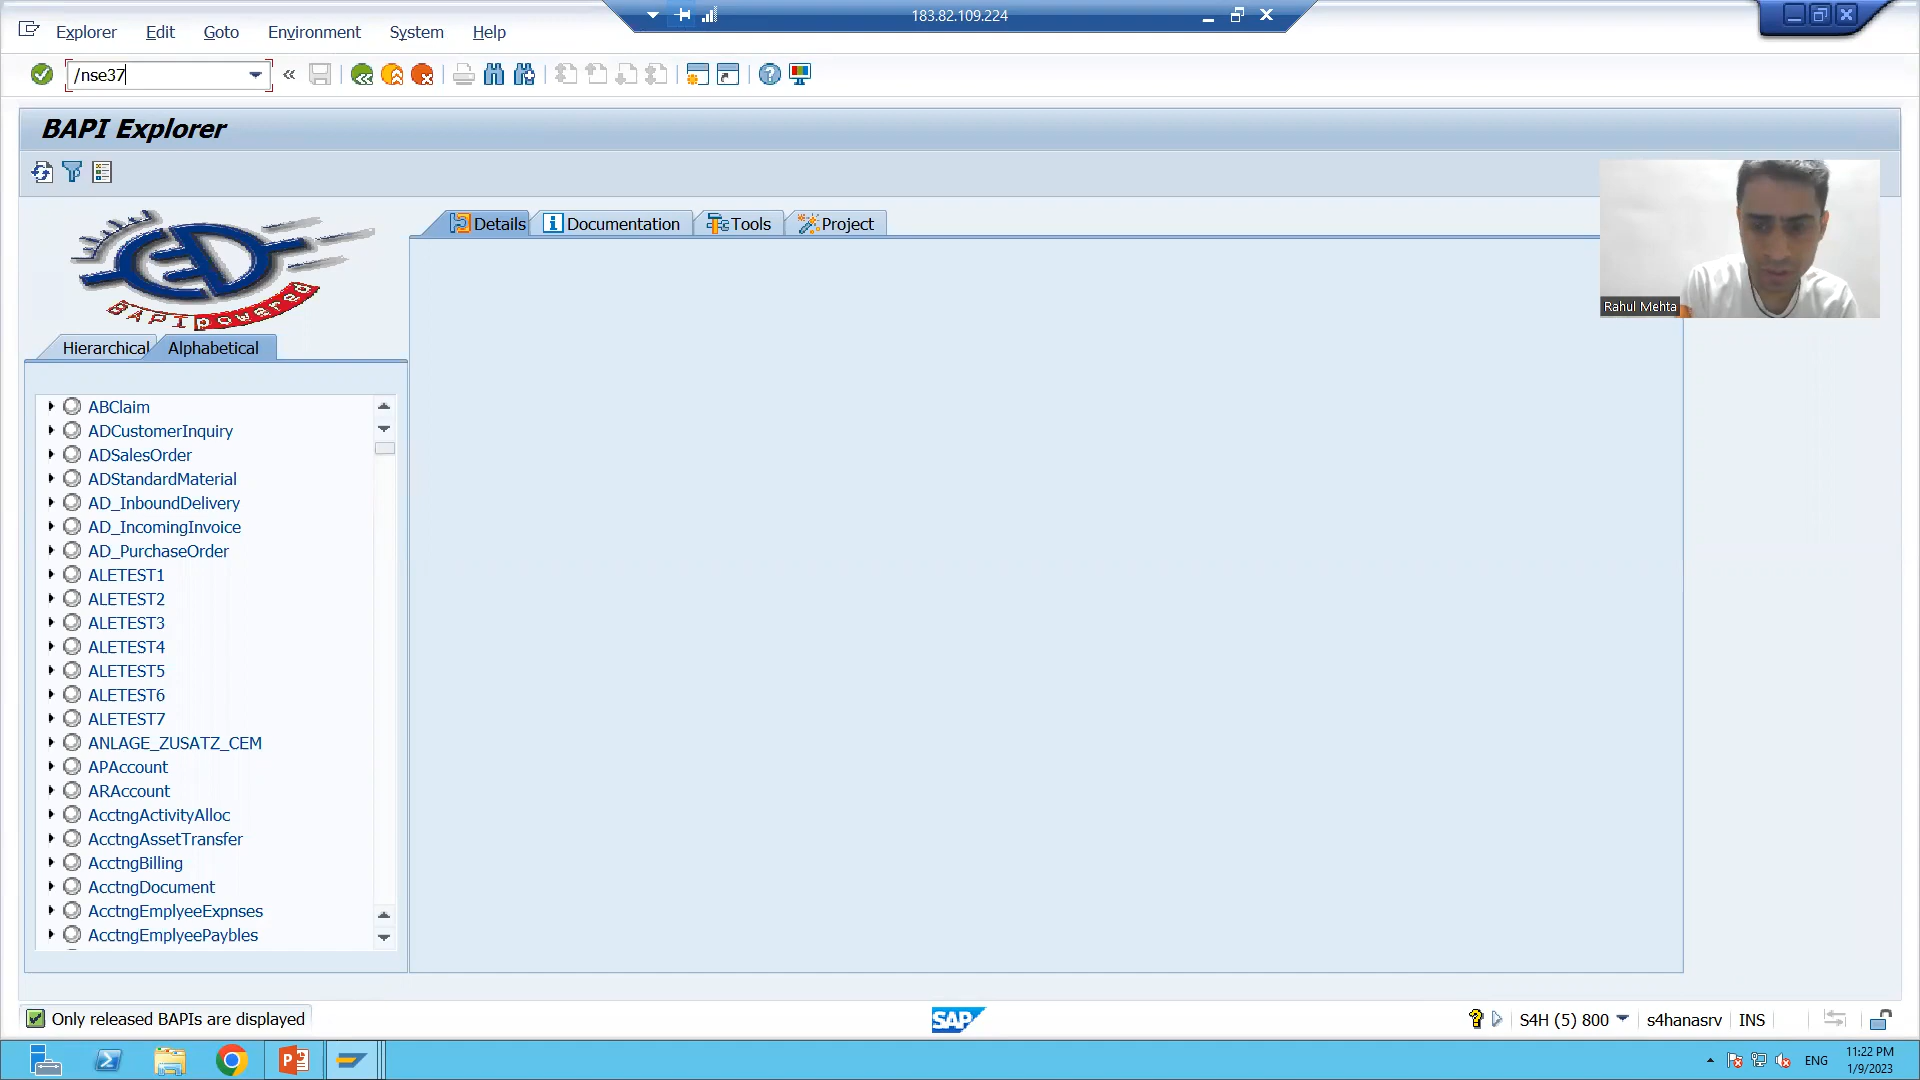 183.82.109.224
Explorer Edit Goto Environment System Help
/nse37
BAPI Explorer
BAPI powered
Details Documentation Tools Project
Rahul Mehta
Hierarchical Alphabetical
ABClaim
ADCustomerInquiry
ADSalesOrder
ADStandardMaterial
AD_InboundDelivery
AD_IncomingInvoice
AD_PurchaseOrder
ALETEST1
ALETEST2
ALETEST3
ALETEST4
ALETEST5
ALETEST6
ALETEST7
ANLAGE_ZUSATZ_CEM
APAccount
ARAccount
AcctngActivityAlloc
AcctngAssetTransfer
AcctngBilling
AcctngDocument
AcctngEmplyeeExpnses
AcctngEmplyeePaybles
Only released BAPIs are displayed
SAP
S4H (5) 800 s4hanasrv INS
ENG
11:22 PM
1/9/2023